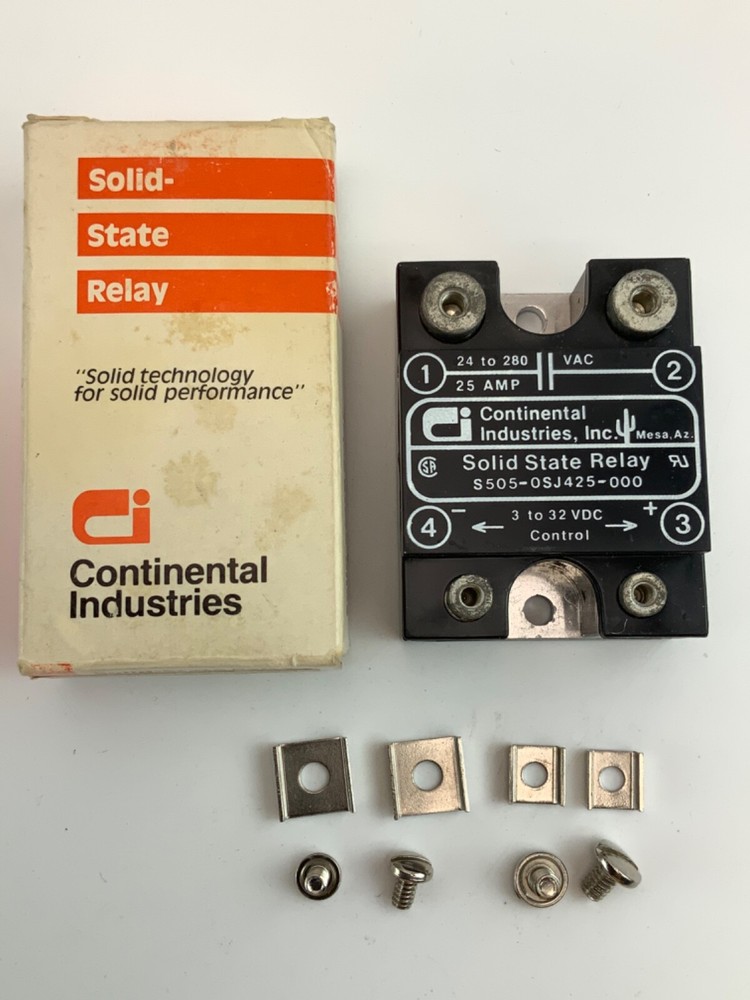 Solid-
State
Relay
"Solid technology
for solid performance"
Ci
Continental
Industries
1 24 to 280 VAC 2
25 AMP
Ci Continental
Industries, Inc. Mesa, Az.
SA Solid State Relay RU
S505-0SJ425-000
4 − 3 to 32 VDC + 3
Control